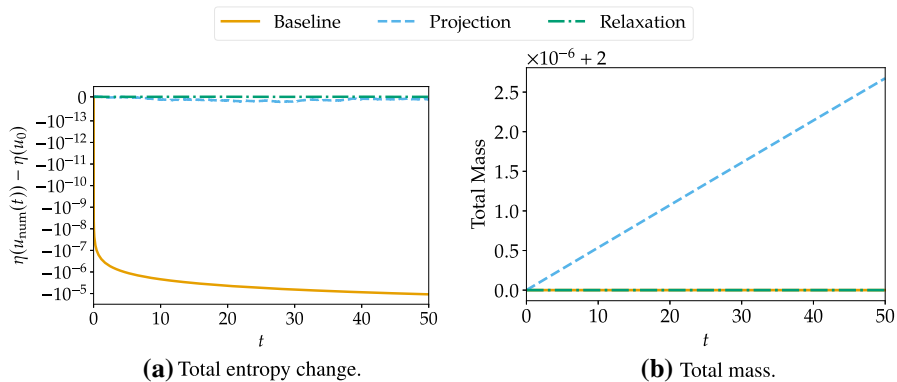 Baseline Projection Relaxation
×10⁻⁶ + 2
0
−10⁻¹³
−10⁻¹²
−10⁻¹¹
−10⁻¹⁰
−10⁻⁹
−10⁻⁸
−10⁻⁷
−10⁻⁶
−10⁻⁵
η(u_num(t)) − η(u₀)
0 10 20 30 40 50
t
(a) Total entropy change.
2.5
2.0
1.5
1.0
0.5
0.0
Total Mass
0 10 20 30 40 50
t
(b) Total mass.